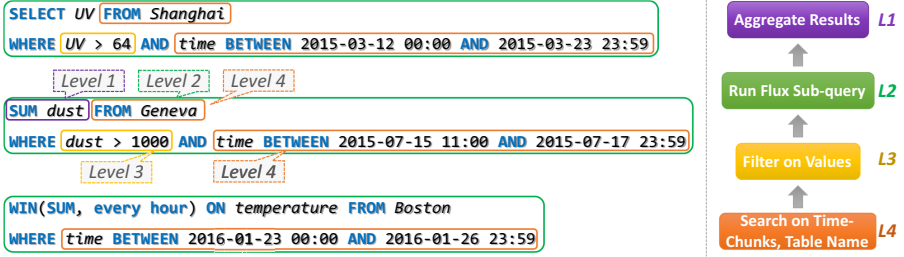 SELECT UV FROM Shanghai
WHERE UV > 64 AND time BETWEEN 2015-03-12 00:00 AND 2015-03-23 23:59
Level 1 Level 2 Level 4
SUM dust FROM Geneva
WHERE dust > 1000 AND time BETWEEN 2015-07-15 11:00 AND 2015-07-17 23:59
Level 3 Level 4
WIN(SUM, every hour) ON temperature FROM Boston
WHERE time BETWEEN 2016-01-23 00:00 AND 2016-01-26 23:59
Aggregate Results L1
Run Flux Sub-query L2
Filter on Values L3
Search on Time-
Chunks, Table Name L4